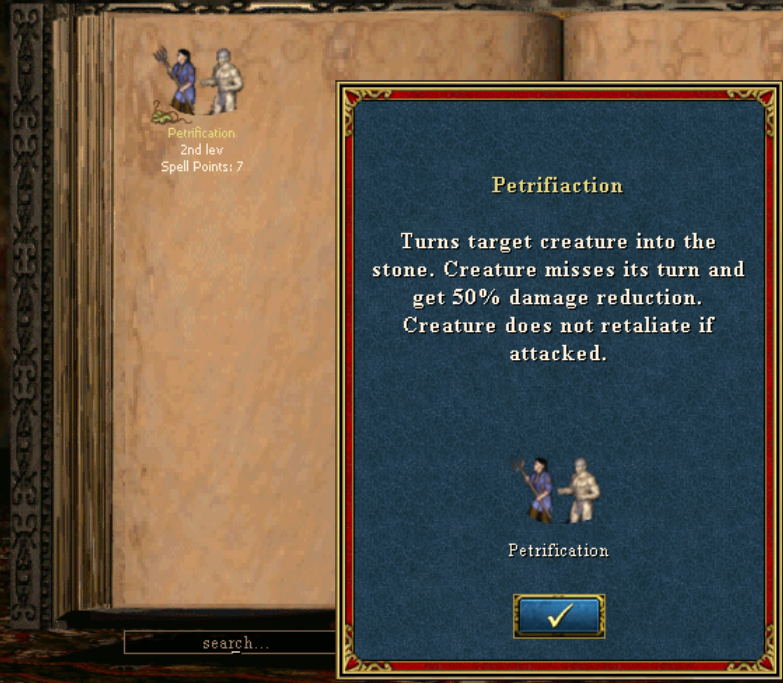 Petrification
2nd lev
Spell Points: 7
Petrifiaction
Turns target creature into the
stone. Creature misses its turn and
get 50% damage reduction.
Creature does not retaliate if
attacked.
Petrification
search...